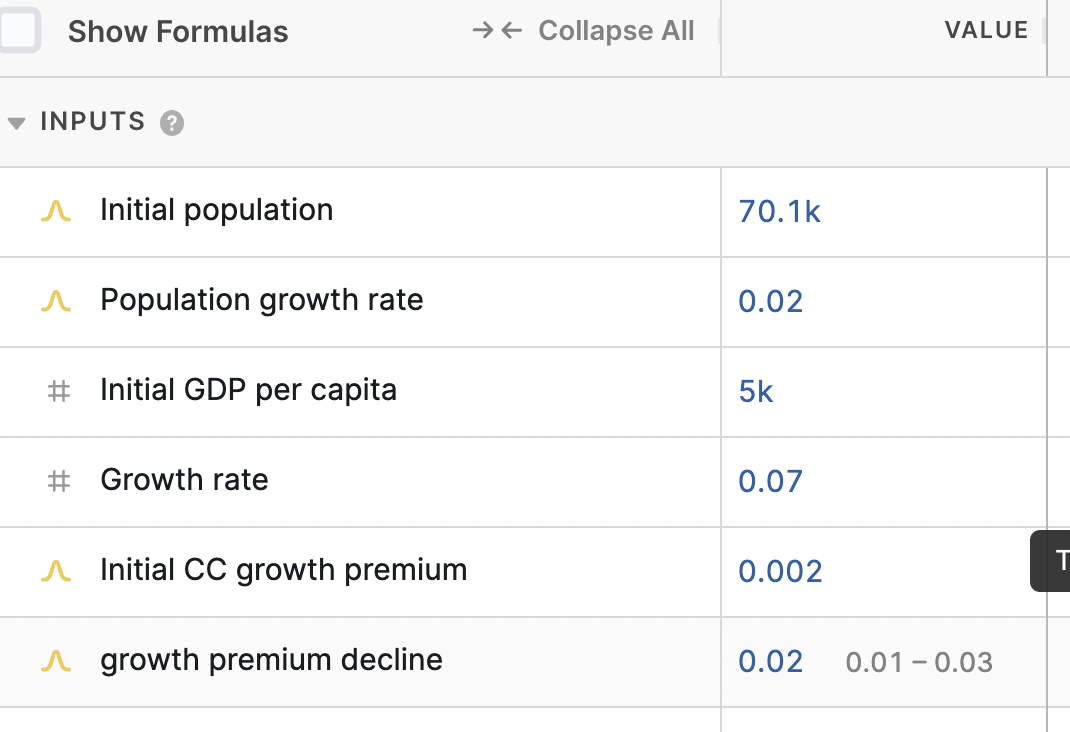 Show Formulas Collapse All VALUE
INPUTS ?
Initial population 70.1k
Population growth rate 0.02
Initial GDP per capita 5k
Growth rate 0.07
Initial CC growth premium 0.002 T
growth premium decline 0.02 0.01 – 0.03